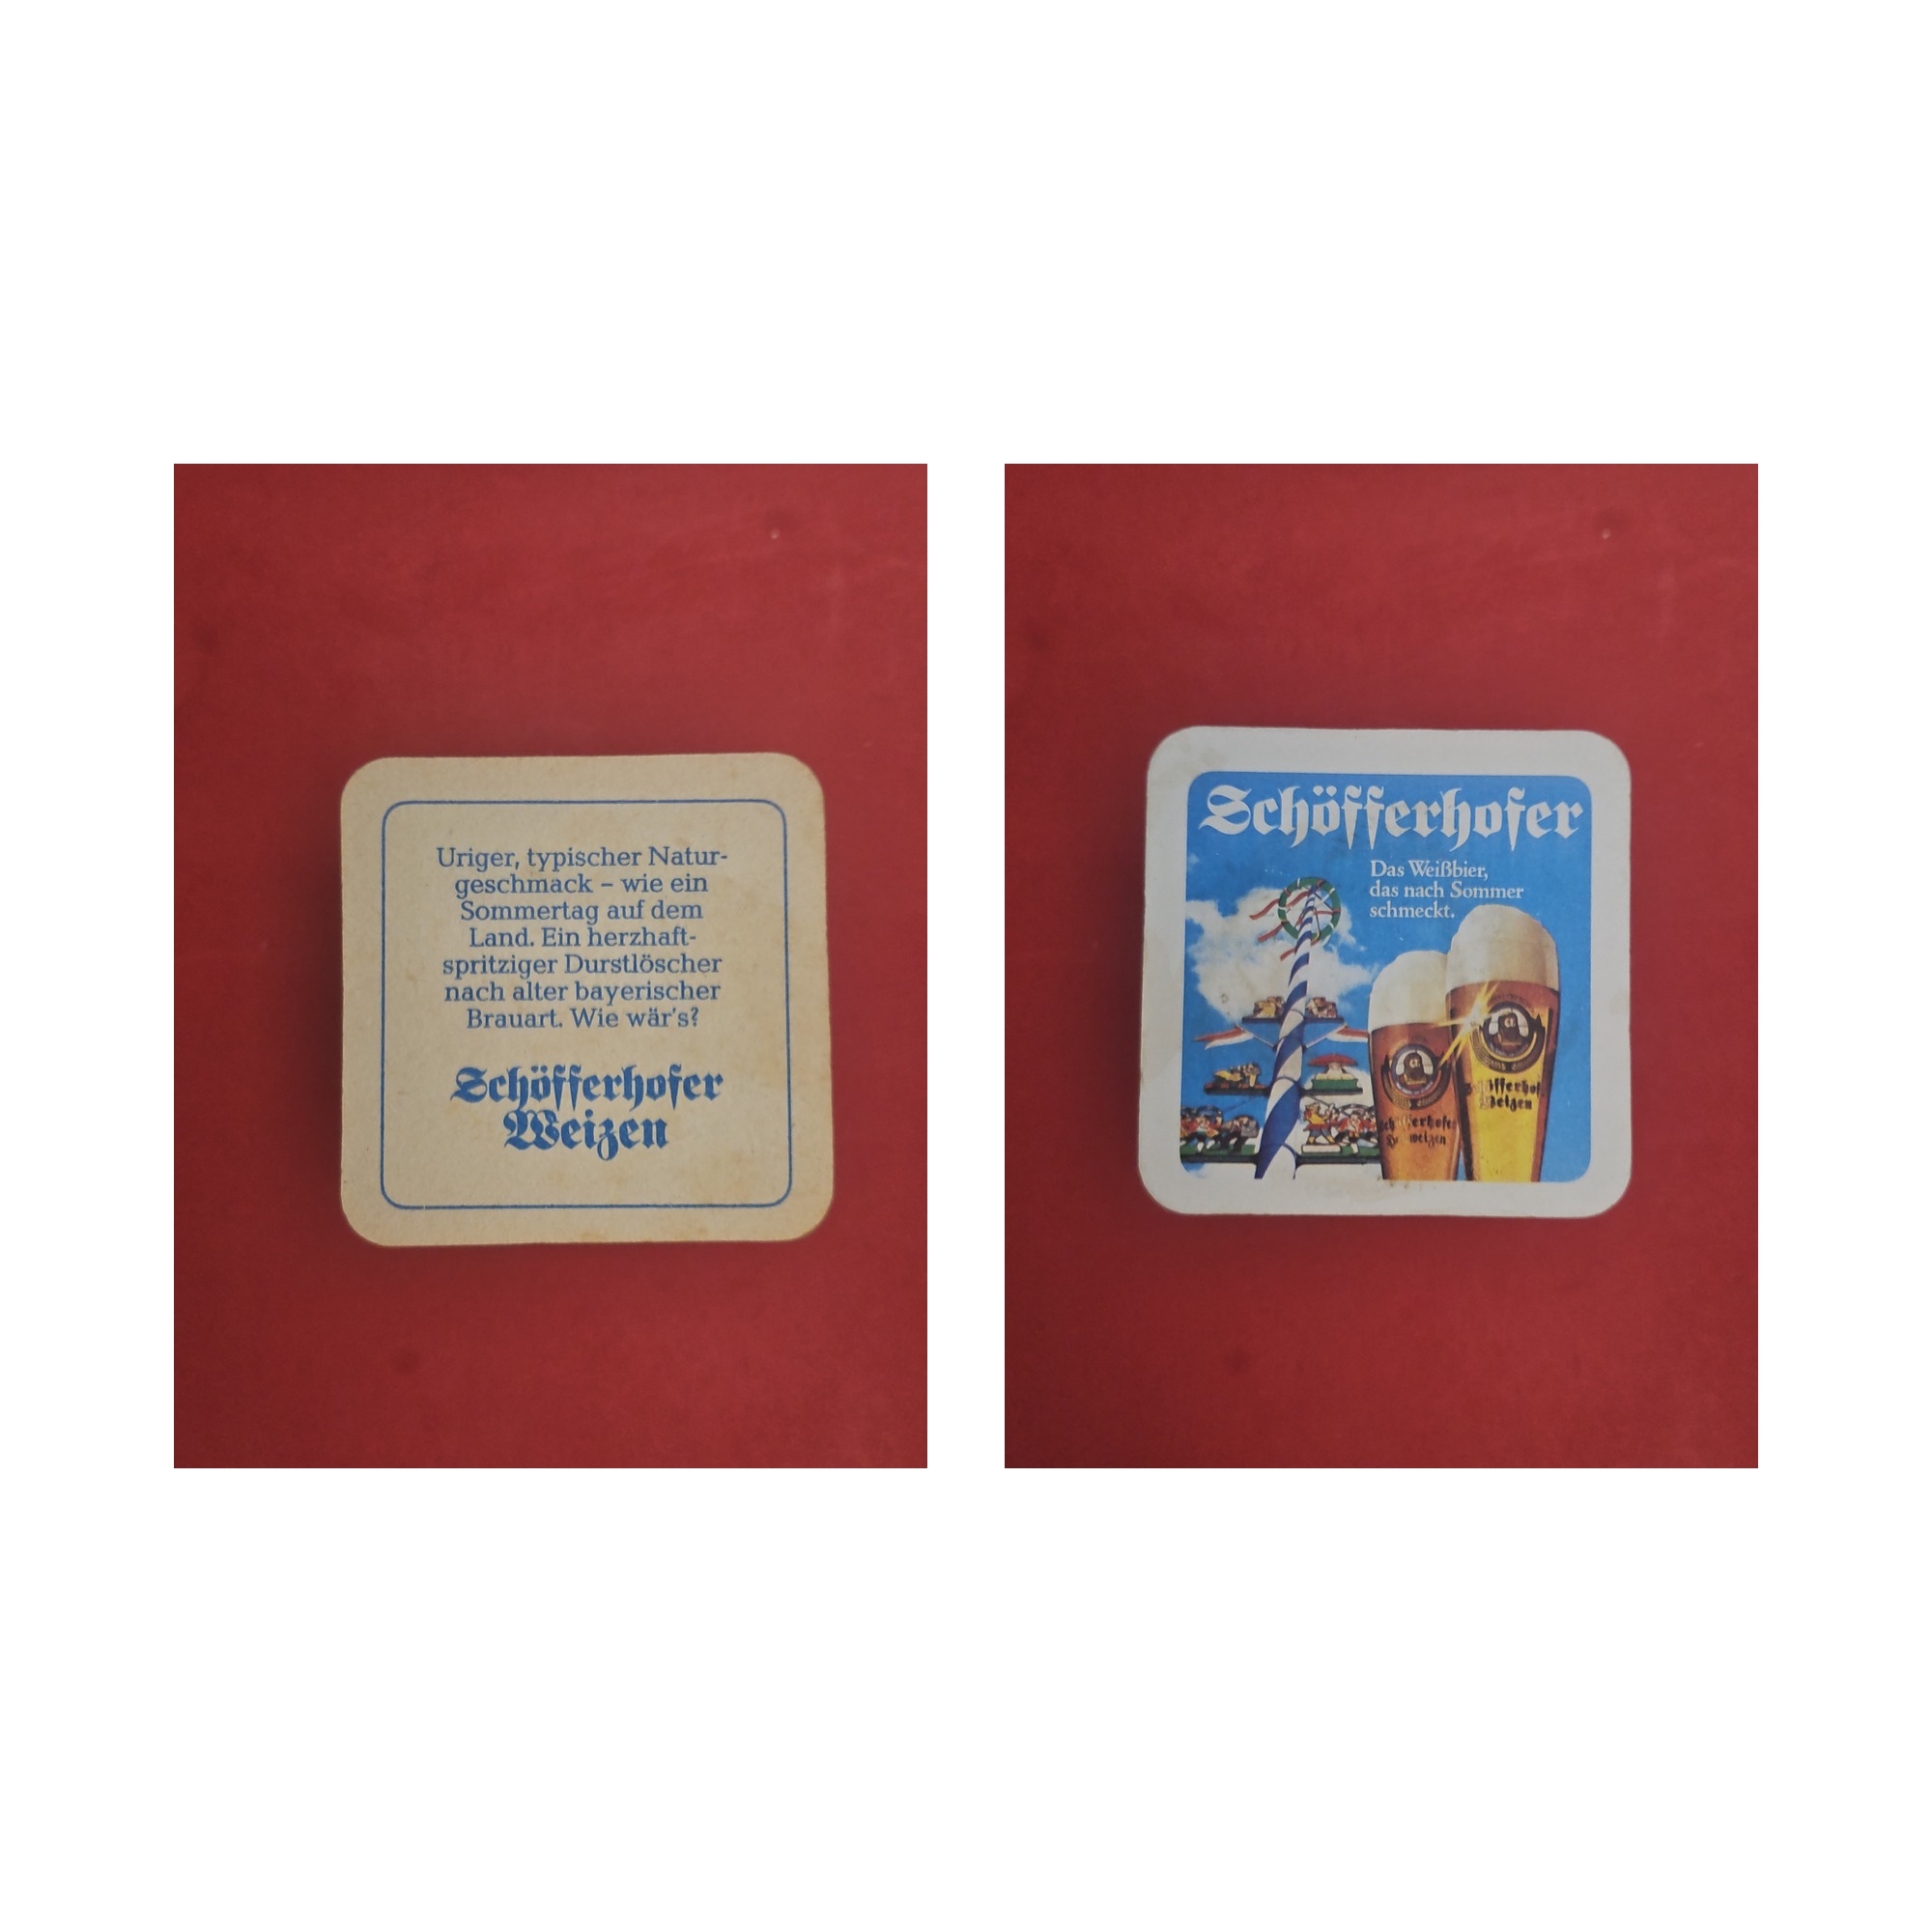 Uriger, typischer Natur-
geschmack – wie ein
Sommertag auf dem
Land. Ein herzhaft-
spritziger Durstlöscher
nach alter bayerischer
Brauart. Wie wär's?
Schöfferhofer
Weizen
Schöfferhofer
Das Weißbier,
das nach Sommer
schmeckt.
Weizen